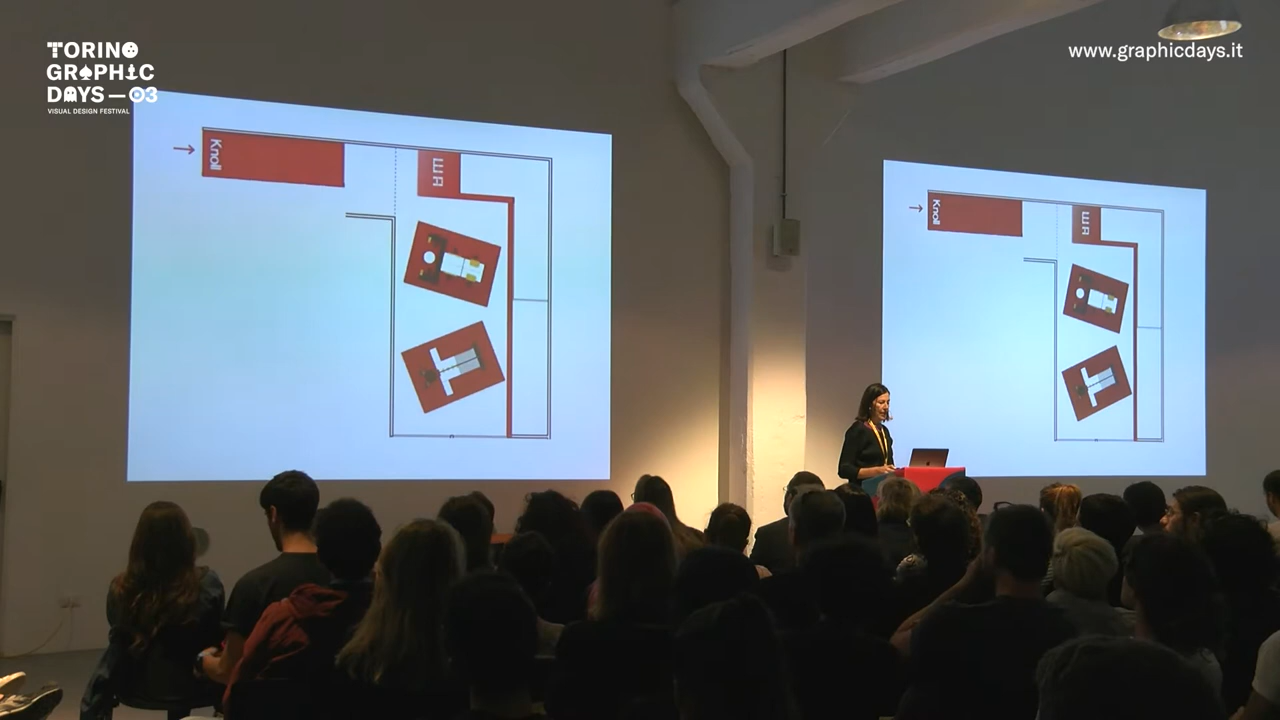 TORINO
GRAPHIC
DAYS — 03
VISUAL DESIGN FESTIVAL
www.graphicdays.it
→ Knoll
→ Knoll